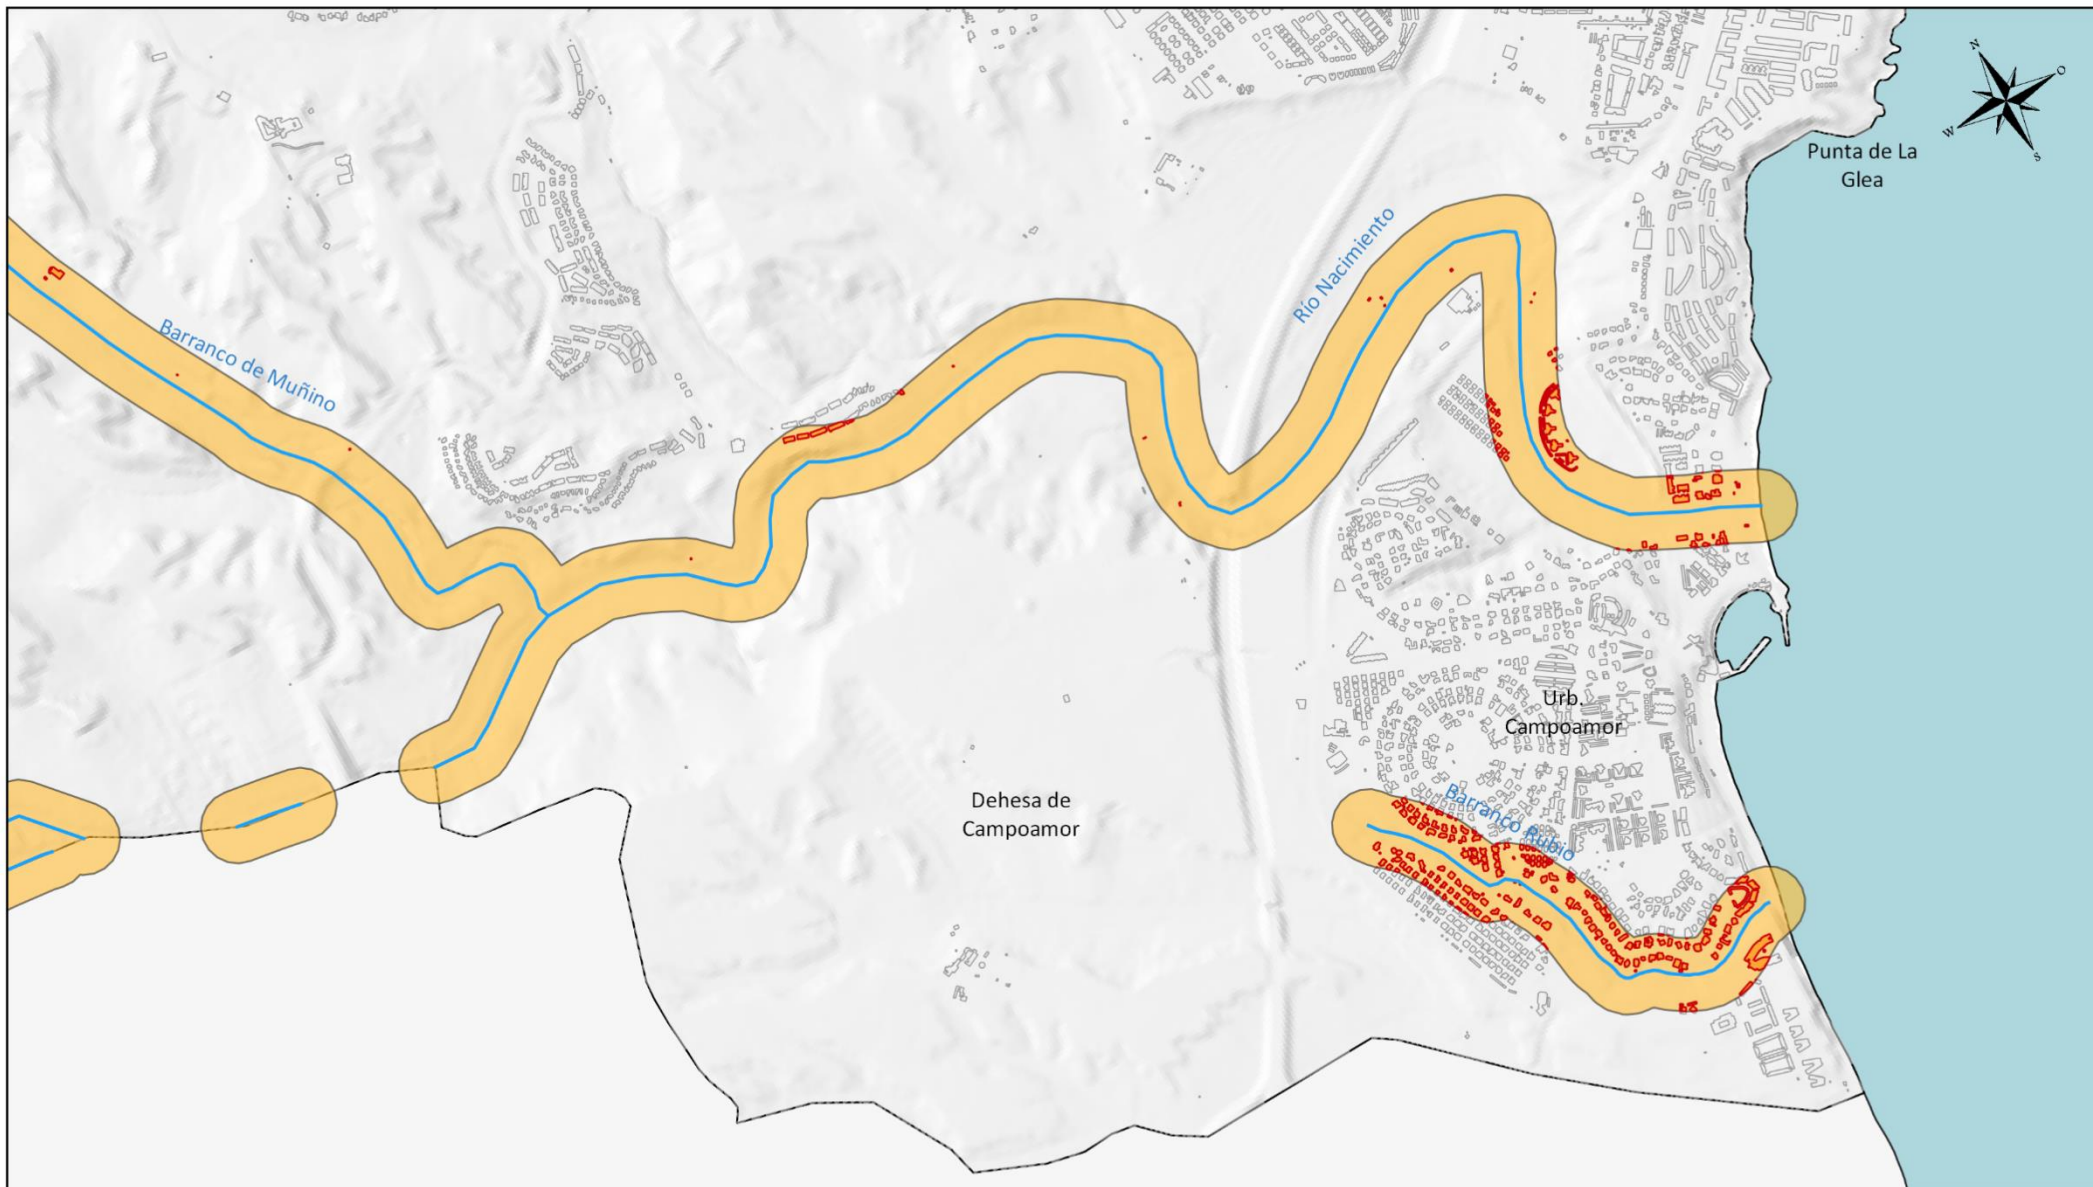 N
O
W
S
Punta de La
Glea
Río Nacimiento
Barranco de Muñino
Urb.
Campoamor
Dehesa de
Campoamor
Barranco Rubio